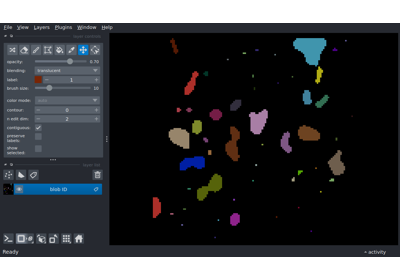 File View Layers Plugins Window Help
opacity: 0.70
blending: translucent
label: 1
brush size: 10
color mode:
contour: 0
n edit dim: 2
contiguous:
preserve labels:
show selected:
blob ID
Ready
activity